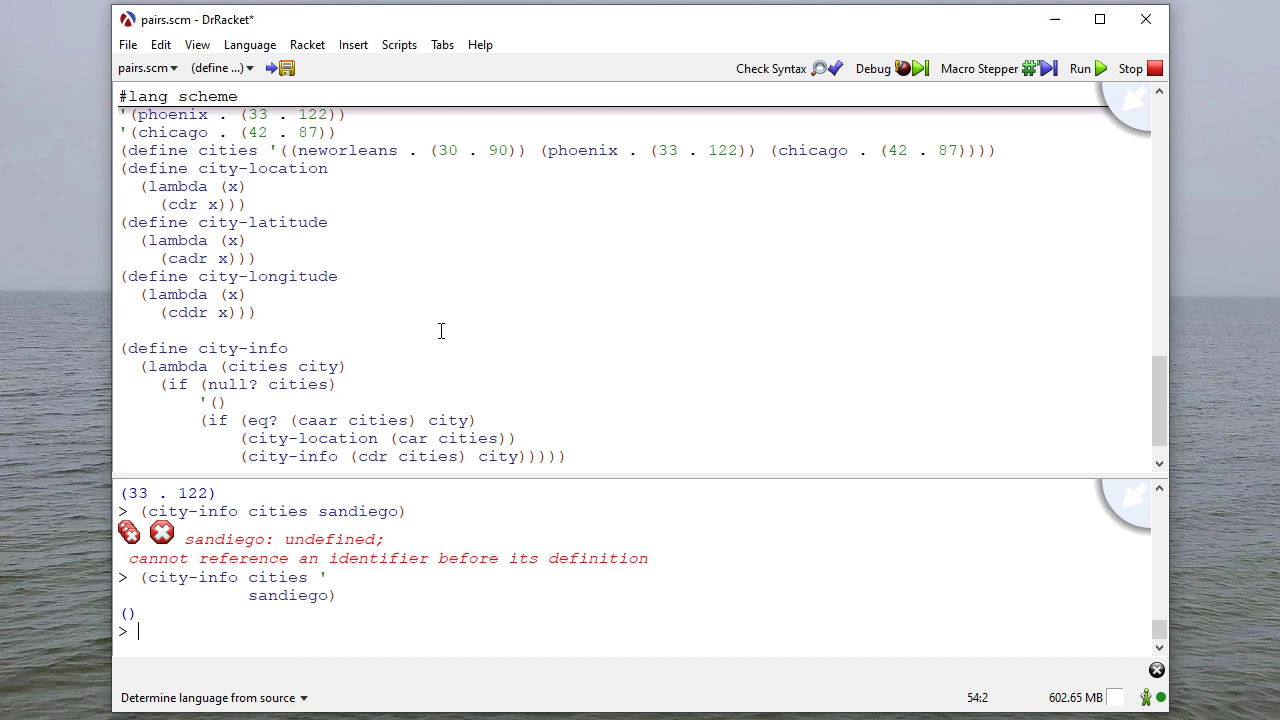 pairs.scm - DrRacket*
File Edit View Language Racket Insert Scripts Tabs Help
pairs.scm (define ...) Check Syntax Debug Macro Stepper Run Stop
#lang scheme
'(phoenix . (33 . 122))
'(chicago . (42 . 87))
(define cities '((neworleans . (30 . 90)) (phoenix . (33 . 122)) (chicago . (42 . 87))))
(define city-location
  (lambda (x)
    (cdr x)))
(define city-latitude
  (lambda (x)
    (cadr x)))
(define city-longitude
  (lambda (x)
    (cddr x)))
(define city-info
  (lambda (cities city)
    (if (null? cities)
        '()
        (if (eq? (caar cities) city)
            (city-location (car cities))
            (city-info (cdr cities) city)))))
(33 . 122)
> (city-info cities sandiego)
sandiego: undefined;
cannot reference an identifier before its definition
> (city-info cities '
             sandiego)
()
>
Determine language from source 54:2 602.65 MB